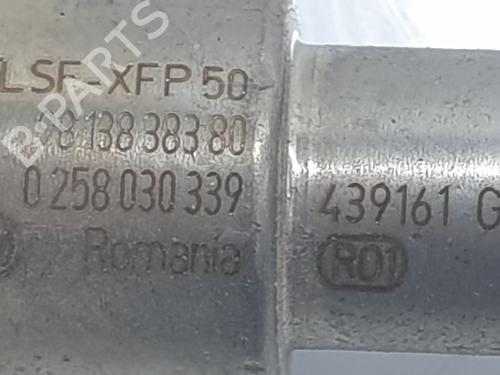 B-PARTS
LSF-XFP 50
98 138 383 80
0 258 030 339
Romania
439161 G
R01